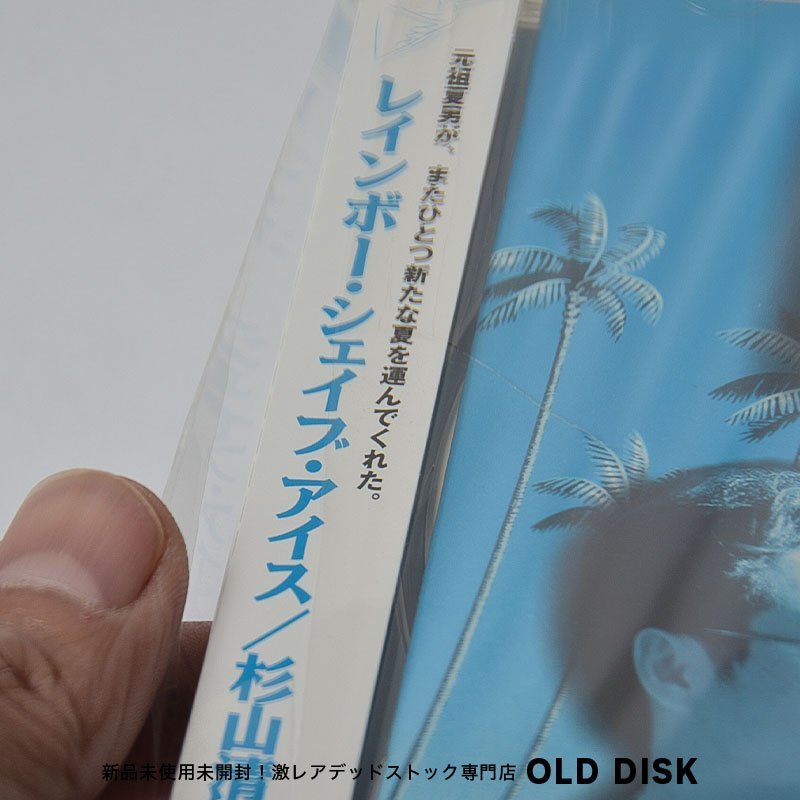 元祖夏男が、またひとつ新たな夏を運んでくれた。
レインボー・シェイブ・アイス／杉山清
新品未使用未開封！激レアデッドストック専門店 OLD DISK